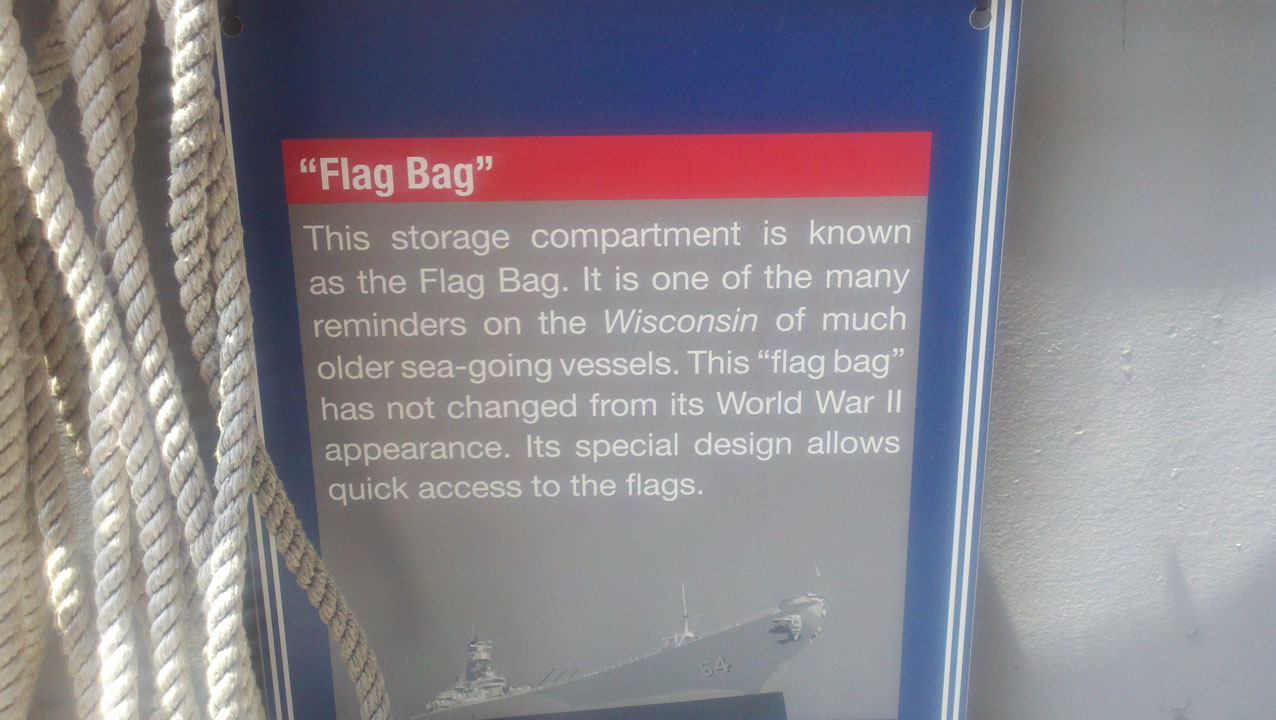 “Flag Bag”
This storage compartment is known
as the Flag Bag. It is one of the many
reminders on the Wisconsin of much
older sea-going vessels. This “flag bag”
has not changed from its World War II
appearance. Its special design allows
quick access to the flags.
64